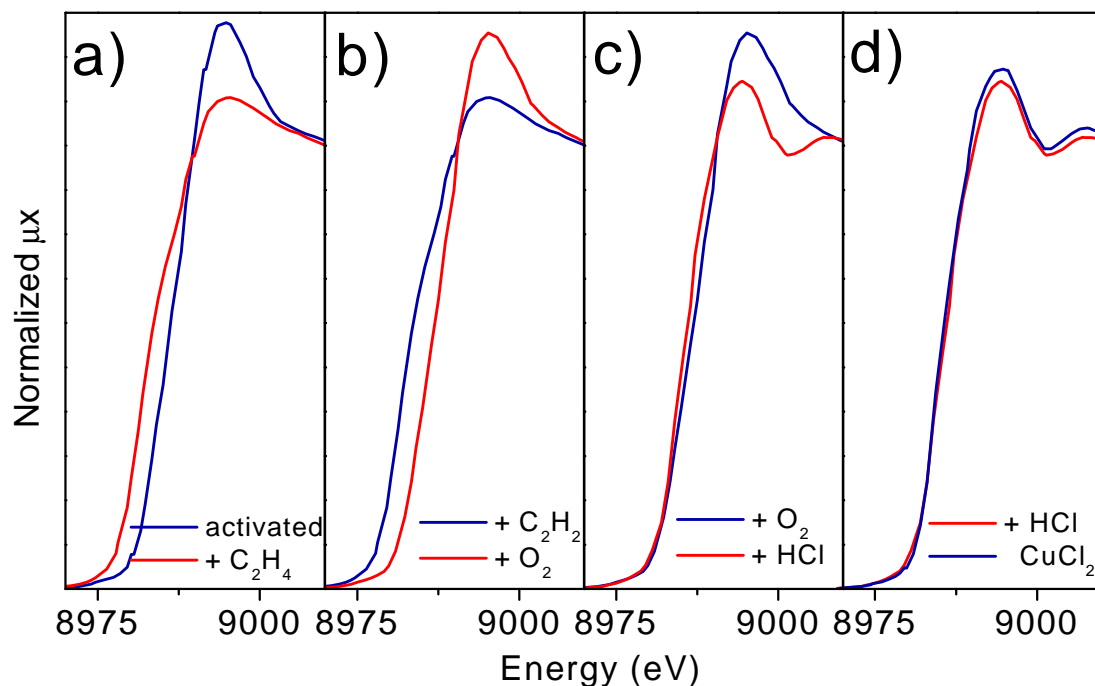 a)
b)
c)
d)
Normalized μx
activated
+ C₂H₄
+ C₂H₂
+ O₂
+ O₂
+ HCl
+ HCl
CuCl₂
8975 9000 8975 9000 8975 9000 8975 9000
Energy (eV)